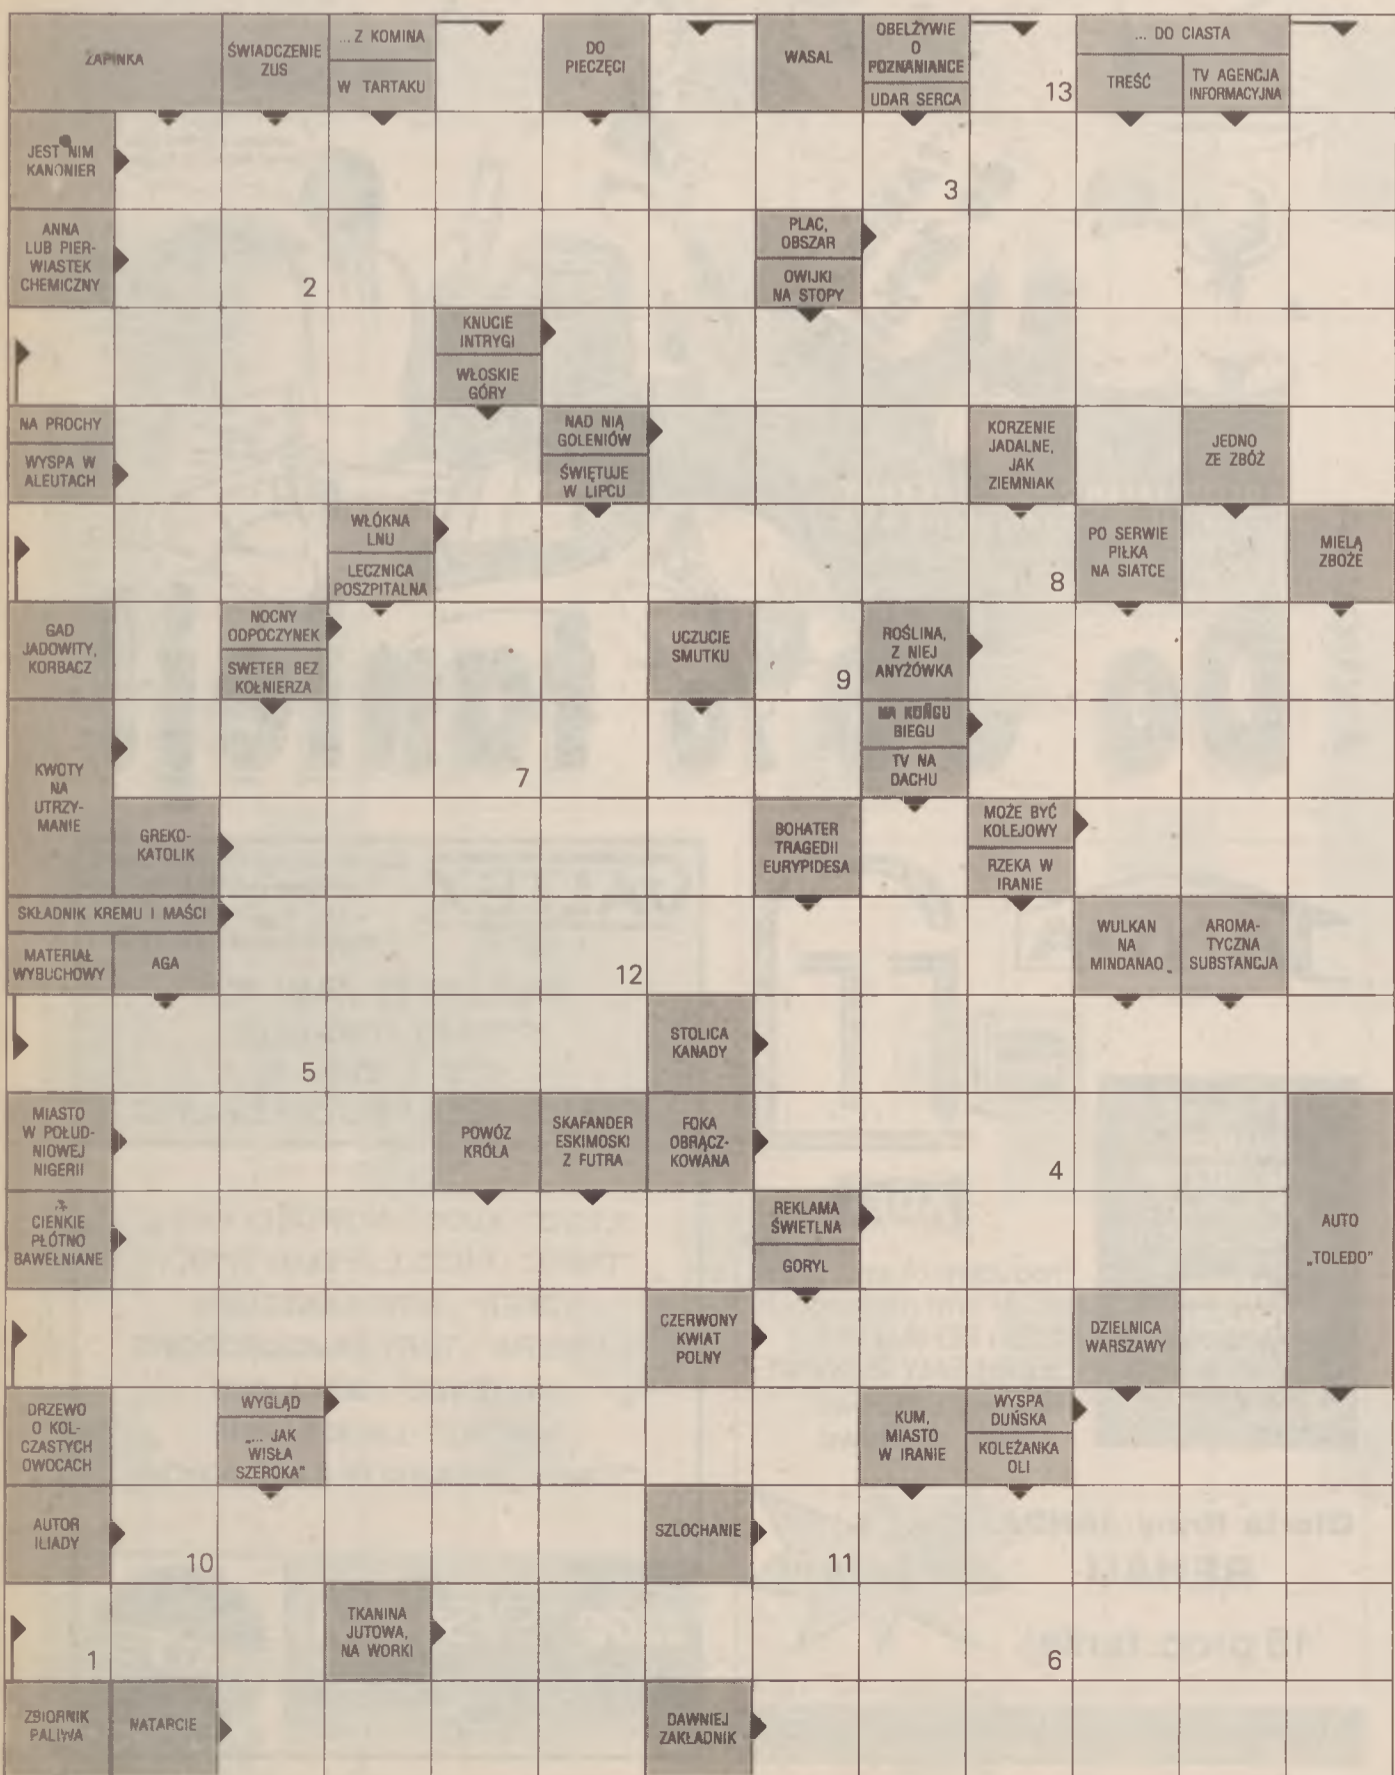 ZAPINKA
ŚWIADCZENIE
ZUS
... Z KOMINA
W TARTAKU
DO
PIECZĘCI
WASAL
OBELŻYWIE
O
POZNANIANCE
UDAR SERCA
13
... DO CIASTA
TREŚĆ
TV AGENCJA
INFORMACYJNA
JEST NIM
KANONIER
3
ANNA
LUB PIER-
WIASTEK
CHEMICZNY
2
PLAC,
OBSZAR
OWIJKI
NA STOPY
KNUCIE
INTRYGI
WŁOSKIE
GÓRY
NA PROCHY
WYSPA W
ALEUTACH
NAD NIĄ
GOLENIÓW
ŚWIĘTUJE
W LIPCU
KORZENIE
JADALNE,
JAK
ZIEMNIAK
JEDNO
ZE ZBÓŻ
WŁÓKNA
LNU
LECZNICA
POSZPITALNA
8
PO SERWIE
PIŁKA
NA SIATCE
MIELĄ
ZBOŻE
GAD
JADOWITY,
KORBACZ
NOCNY
ODPOCZYNEK
SWETER BEZ
KOŁNIERZA
UCZUCIE
SMUTKU
9
ROŚLINA,
Z NIEJ
ANYŻÓWKA
KWOTY
NA
UTRZY-
MANIE
7
NA KOŃCU
BIEGU
TV NA
DACHU
GREKO-
KATOLIK
BOHATER
TRAGEDII
EURYPIDESA
MOŻE BYĆ
KOLEJOWY
RZEKA W
IRANIE
SKŁADNIK KREMU I MAŚCI
MATERIAŁ
WYBUCHOWY
AGA
12
WULKAN
NA
MINDANAO
AROMA-
TYCZNA
SUBSTANCJA
5
STOLICA
KANADY
MIASTO
W POŁUD-
NIOWEJ
NIGERII
POWÓZ
KRÓLA
SKAFANDER
ESKIMOSKI
Z FUTRA
FOKA
OBRĄCZ-
KOWANA
4
AUTO
„TOLEDO"
CIENKIE
PŁÓTNO
BAWEŁNIANE
REKLAMA
ŚWIETLNA
GORYL
CZERWONY
KWIAT
POLNY
DZIELNICA
WARSZAWY
DRZEWO
O KOL-
CZASTYCH
OWOCACH
WYGLĄD
„... JAK
WISŁA
SZEROKA"
KUM,
MIASTO
W IRANIE
WYSPA
DUŃSKA
KOLEŻANKA
OLI
AUTOR
ILIADY
10
SZLOCHANIE
11
1
TKANINA
JUTOWA,
NA WORKI
6
ZBIORNIK
PALIWA
NATARCIE
DAWNIEJ
ZAKŁADNIK